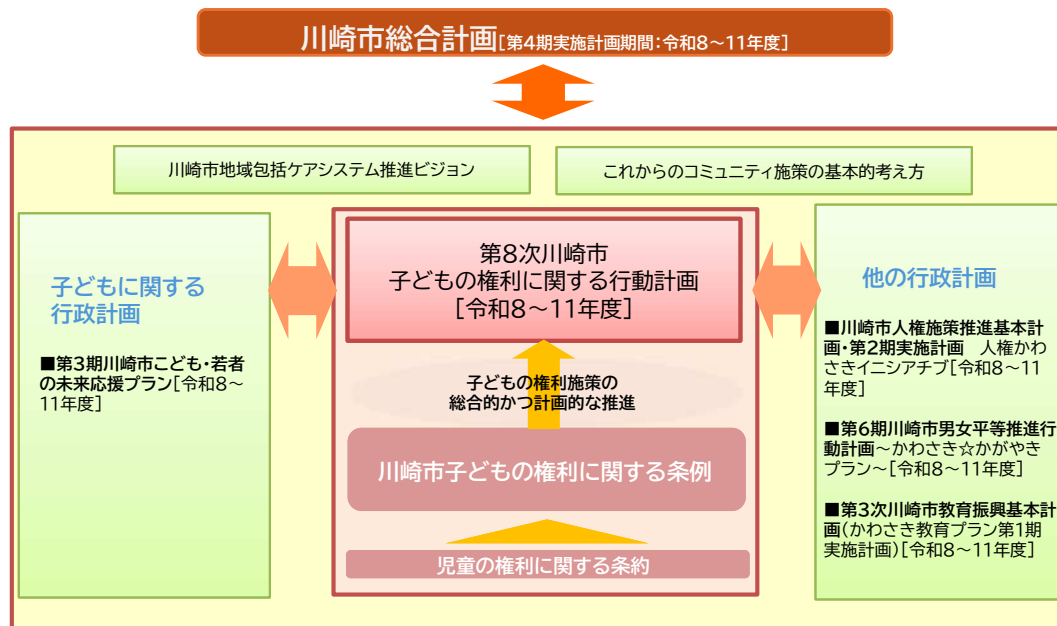 川崎市総合計画[第4期実施計画期間:令和8～11年度]
川崎市地域包括ケアシステム推進ビジョン
これからのコミュニティ施策の基本的考え方
子どもに関する
行政計画
■第3期川崎市こども・若者
の未来応援プラン[令和8～
11年度]
第8次川崎市
子どもの権利に関する行動計画
[令和8～11年度]
子どもの権利施策の
総合的かつ計画的な推進
川崎市子どもの権利に関する条例
児童の権利に関する条約
他の行政計画
■川崎市人権施策推進基本計
画・第2期実施計画　人権かわ
さきイニシアチブ[令和8～11
年度]
■第6期川崎市男女平等推進行
動計画～かわさき☆かがやき
プラン～[令和8～11年度]
■第3次川崎市教育振興基本計
画(かわさき教育プラン第1期
実施計画)[令和8～11年度]